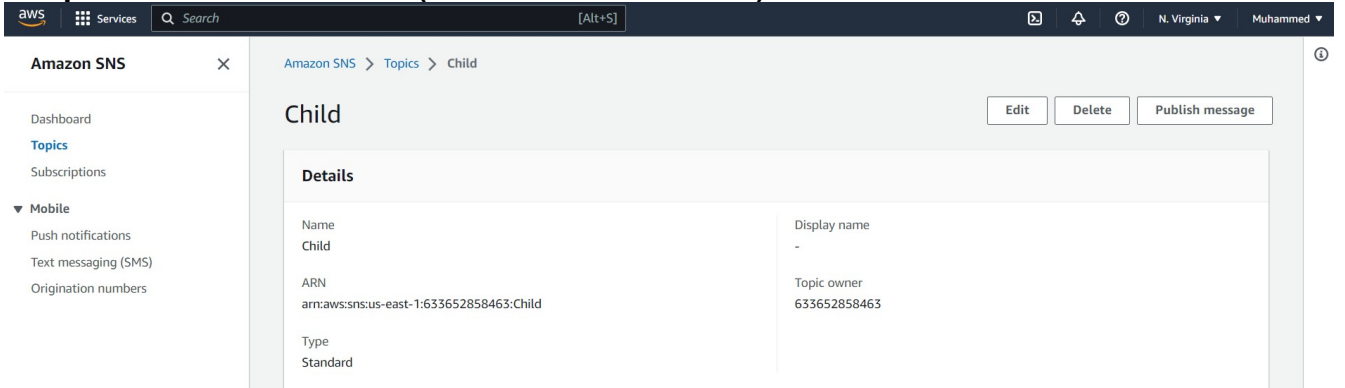 aws
Services
Search
[Alt+S]
N. Virginia
Muhammed
Amazon SNS
Dashboard
Topics
Subscriptions
Mobile
Push notifications
Text messaging (SMS)
Origination numbers
Amazon SNS > Topics > Child
Child
Edit
Delete
Publish message
Details
Name
Child
ARN
arn:aws:sns:us-east-1:633652858463:Child
Type
Standard
Display name
-
Topic owner
633652858463